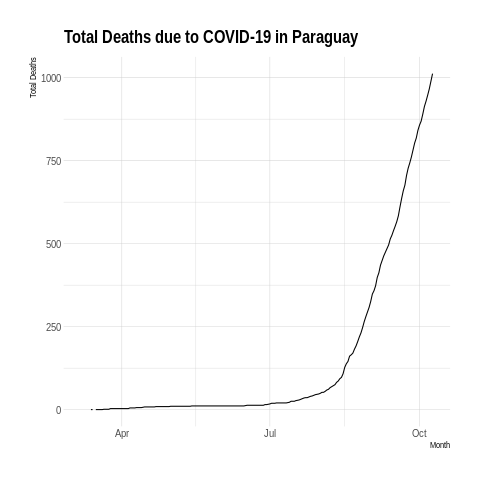 Total Deaths due to COVID-19 in Paraguay
Total Deaths
1000
750
500
250
0
Apr
Jul
Oct
Month